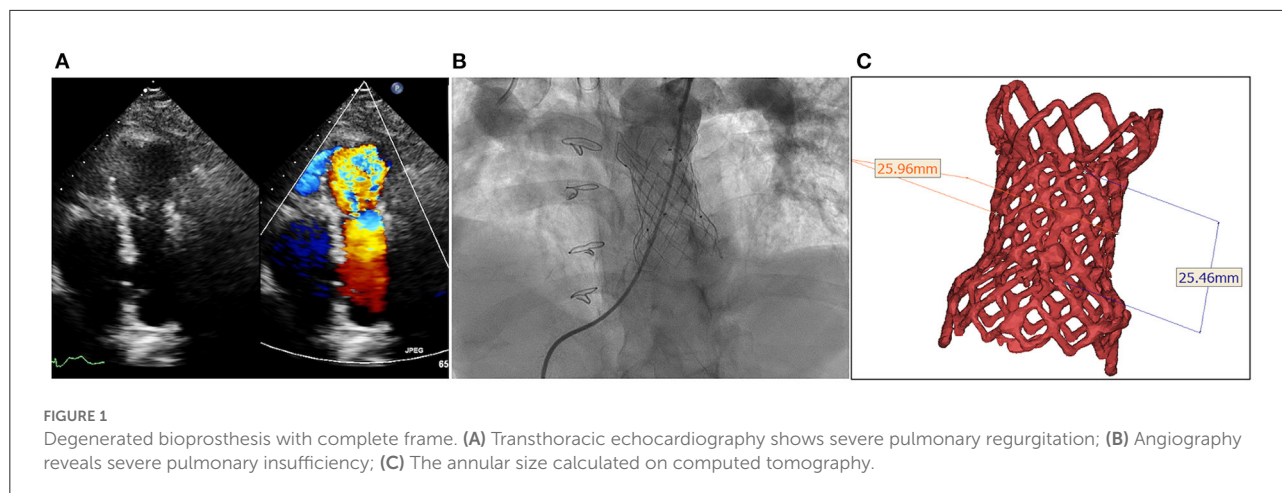 A
B
C
P
JPEG
65
25.96mm
25.46mm
FIGURE 1
Degenerated bioprosthesis with complete frame. (A) Transthoracic echocardiography shows severe pulmonary regurgitation; (B) Angiography
reveals severe pulmonary insufficiency; (C) The annular size calculated on computed tomography.